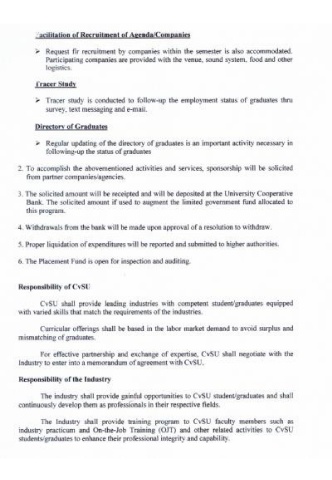 Facilitation of Recruitment of Agenda/Companies
➢ Request fir recruitment by companies within the semester is also accommodated.
Participating companies are provided with the venue, sound system, food and other
logistics.
Tracer Study
➢ Tracer study is conducted to follow-up the employment status of graduates thru
survey, text messaging and e-mail.
Directory of Graduates
➢ Regular updating of the directory of graduates is an important activity necessary in
following-up the status of graduates
2. To accomplish the abovementioned activities and services, sponsorship will be solicited
from partner companies/agencies.
3. The solicited amount will be receipted and will be deposited at the University Cooperative
Bank. The solicited amount if used to augment the limited government fund allocated to
this program.
4. Withdrawals from the bank will be made upon approval of a resolution to withdraw.
5. Proper liquidation of expenditures will be reported and submitted to higher authorities.
6. The Placement Fund is open for inspection and auditing.
Responsibility of CvSU
CvSU shall provide leading industries with competent student/graduates equipped
with varied skills that match the requirements of the industries.
Curricular offerings shall be based in the labor market demand to avoid surplus and
mismatching of graduates.
For effective partnership and exchange of expertise, CvSU shall negotiate with the
Industry to enter into a memorandum of agreement with CvSU.
Responsibility of the Industry
The industry shall provide gainful opportunities to CvSU student/graduates and shall
continuously develop them as professionals in their respective fields.
The Industry shall provide training program to CvSU faculty members such as
industry practicum and On-the-Job Training (OJT) and other related activities to CvSU
students/graduates to enhance their professional integrity and capability.